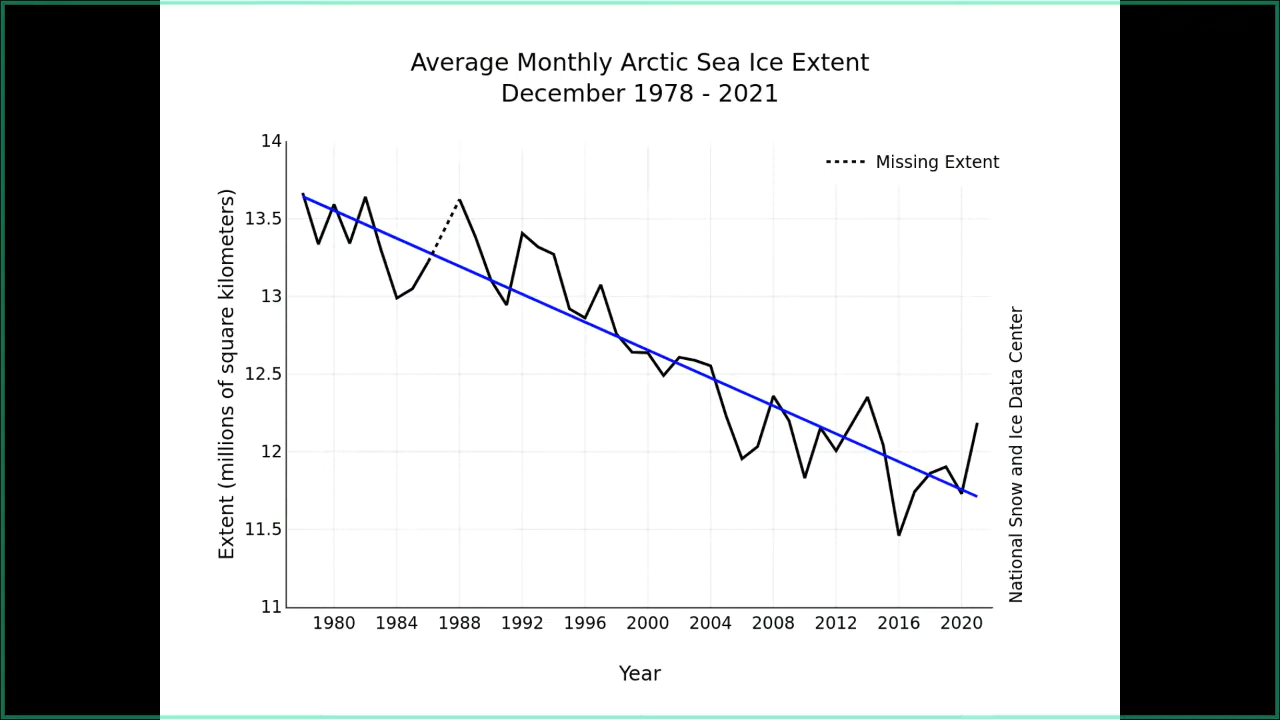 Average Monthly Arctic Sea Ice Extent
December 1978 - 2021
14
Missing Extent
13.5
13
12.5
12
11.5
11
Extent (millions of square kilometers)
National Snow and Ice Data Center
1980 1984 1988 1992 1996 2000 2004 2008 2012 2016 2020
Year